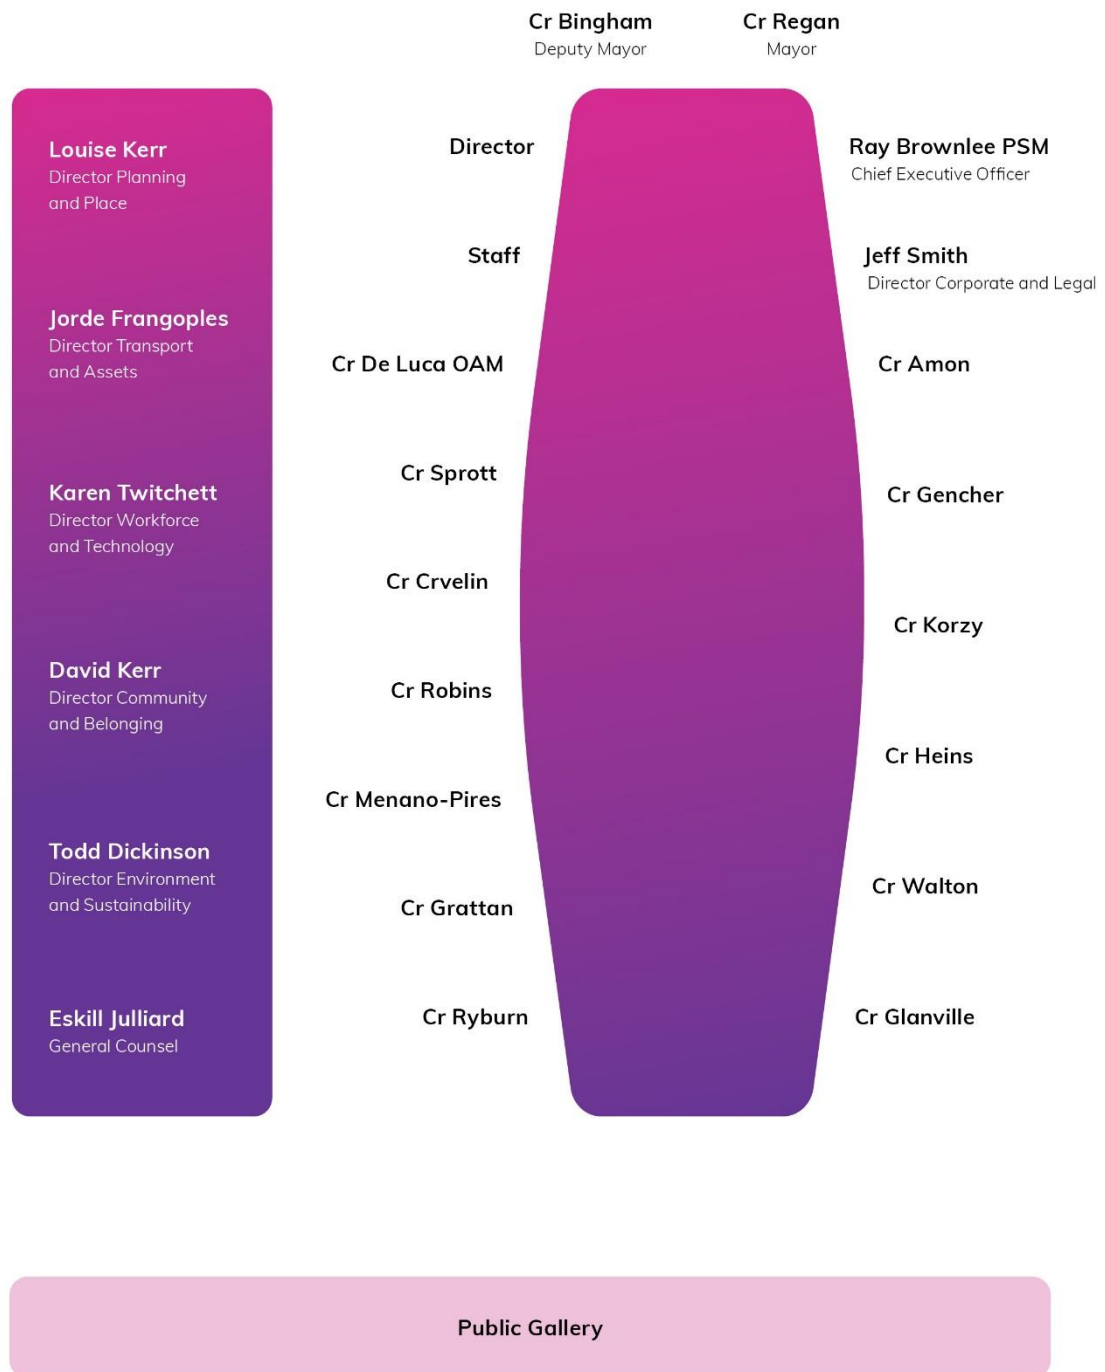 Cr Bingham
Deputy Mayor
Cr Regan
Mayor
Louise Kerr
Director Planning
and Place
Jorde Frangoples
Director Transport
and Assets
Karen Twitchett
Director Workforce
and Technology
David Kerr
Director Community
and Belonging
Todd Dickinson
Director Environment
and Sustainability
Eskill Julliard
General Counsel
Director
Staff
Cr De Luca OAM
Cr Sprott
Cr Crvelin
Cr Robins
Cr Menano-Pires
Cr Grattan
Cr Ryburn
Ray Brownlee PSM
Chief Executive Officer
Jeff Smith
Director Corporate and Legal
Cr Amon
Cr Gencher
Cr Korzy
Cr Heins
Cr Walton
Cr Glanville
Public Gallery